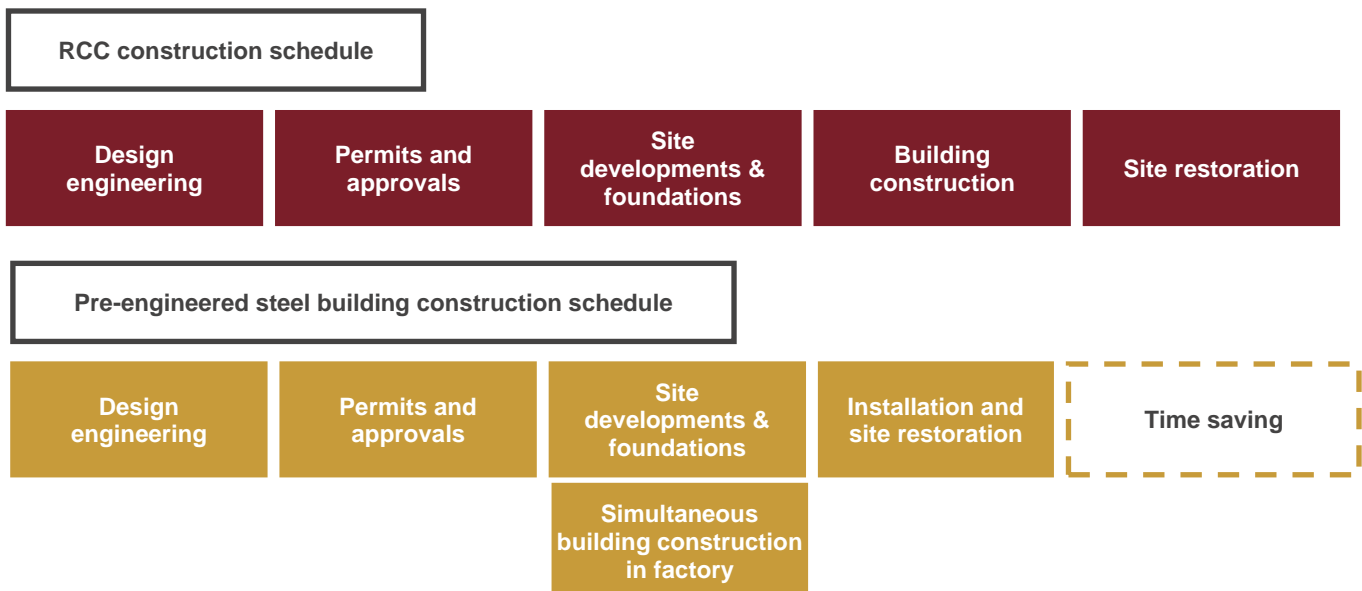 RCC construction schedule
Design
engineering
Permits and
approvals
Site
developments &
foundations
Building
construction
Site restoration
Pre-engineered steel building construction schedule
Design
engineering
Permits and
approvals
Site
developments &
foundations
Installation and
site restoration
Time saving
Simultaneous
building construction
in factory